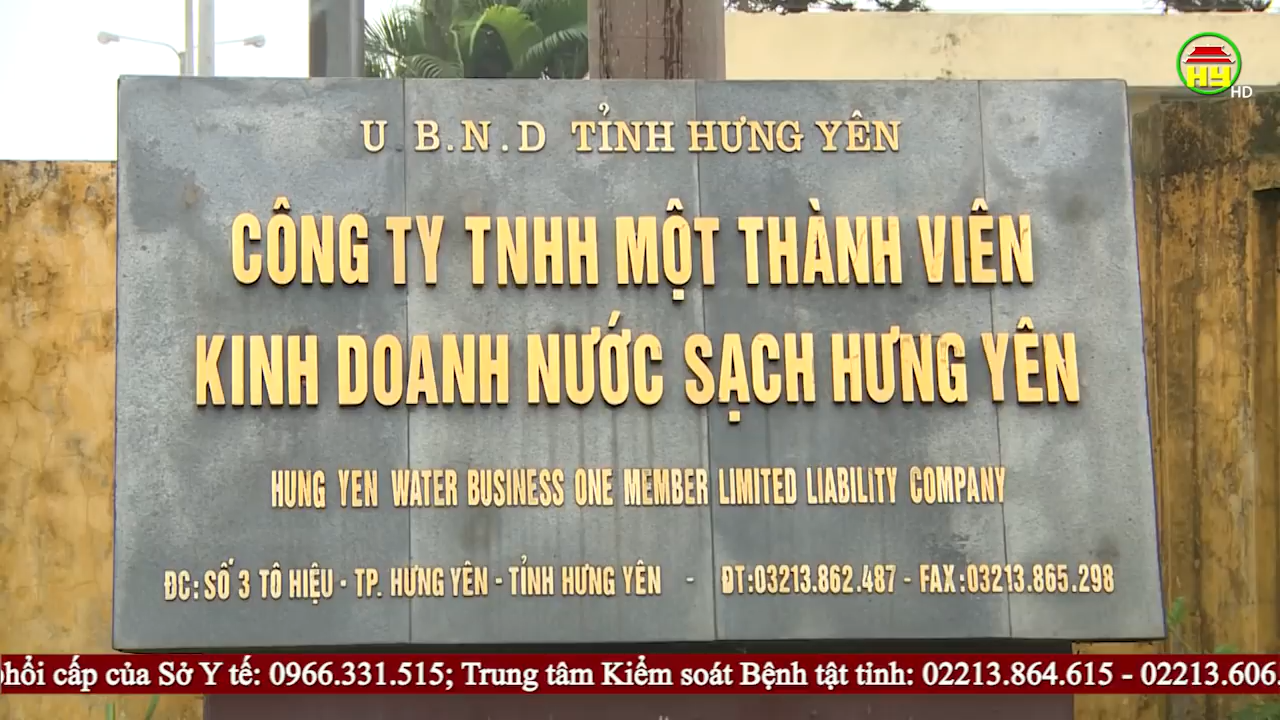 HY
HD
U B.N.D TỈNH HƯNG YÊN
CÔNG TY TNHH MỘT THÀNH VIÊN
KINH DOANH NƯỚC SẠCH HƯNG YÊN
HUNG YEN WATER BUSINESS ONE MEMBER LIMITED LIABILITY COMPANY
ĐC: SỐ 3 TÔ HIỆU - TP. HƯNG YÊN - TỈNH HƯNG YÊN - ĐT:03213.862.487 - FAX:03213.865.298
phổi cấp của Sở Y tế: 0966.331.515; Trung tâm Kiểm soát Bệnh tật tỉnh: 02213.864.615 - 02213.606.